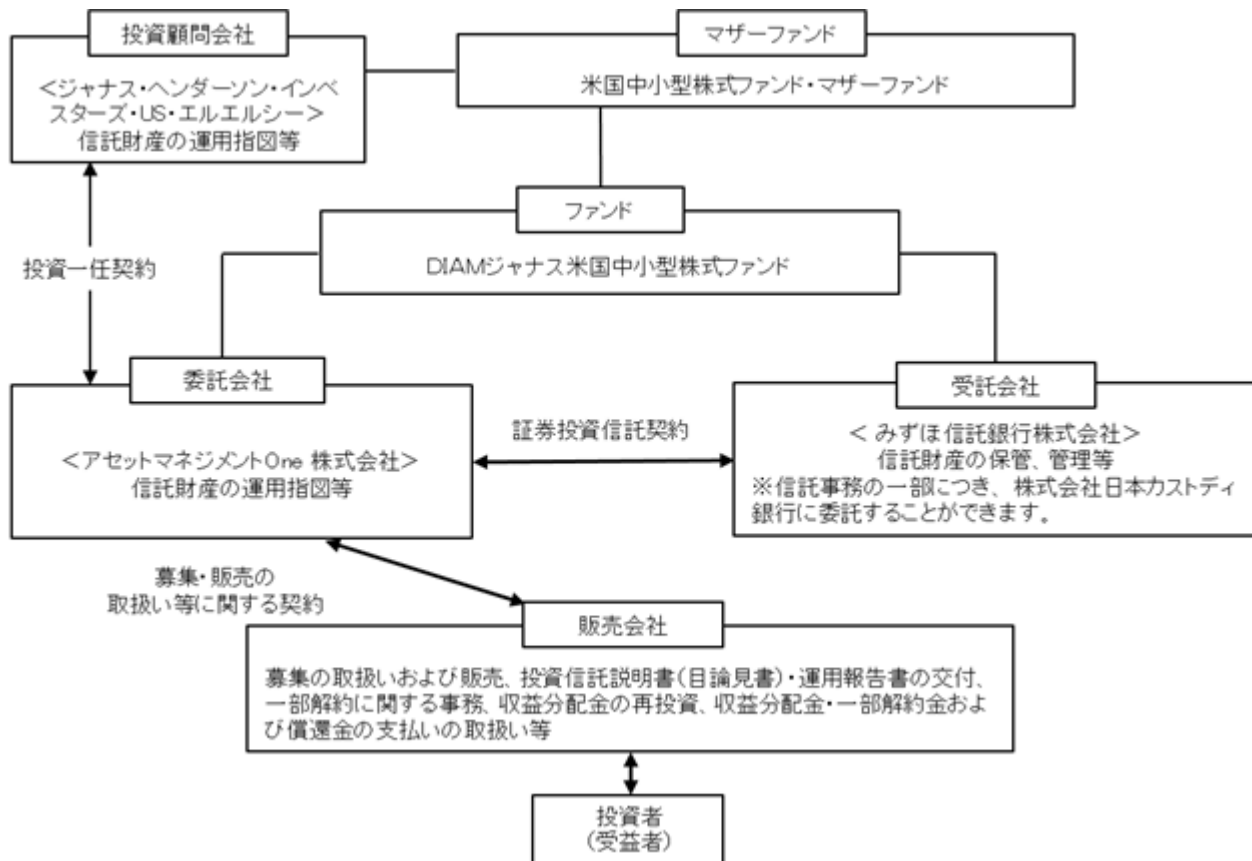 投資顧問会社
<ジャナス・ヘンダーソン・インベ
スターズ・US・エルエルシー>
信託財産の運用指図等
マザーファンド
米国中小型株式ファンド・マザーファンド
ファンド
DIAMジャナス米国中小型株式ファンド
投資一任契約
委託会社
<アセットマネジメントOne 株式会社>
信託財産の運用指図等
証券投資信託契約
受託会社
< みずほ信託銀行株式会社>
信託財産の保管、管理等
※信託事務の一部につき、株式会社日本カストディ
銀行に委託することができます。
募集・販売の
取扱い等に関する契約
販売会社
募集の取扱いおよび販売、投資信託説明書(目論見書)・運用報告書の交付、
一部解約に関する事務、収益分配金の再投資、収益分配金・一部解約金およ
び償還金の支払いの取扱い等
投資者
(受益者)